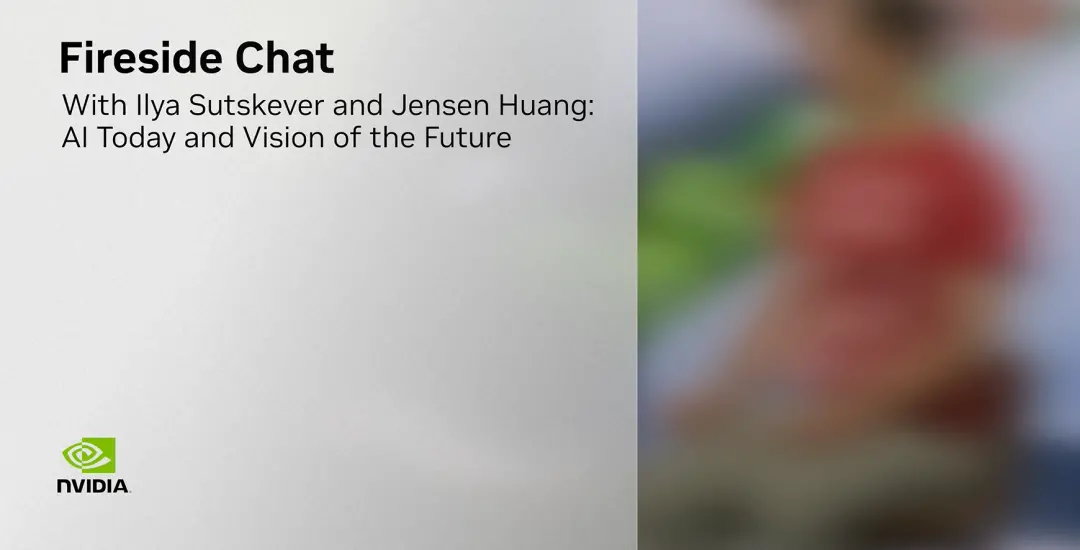 Fireside Chat
With Ilya Sutskever and Jensen Huang:
AI Today and Vision of the Future
NVIDIA